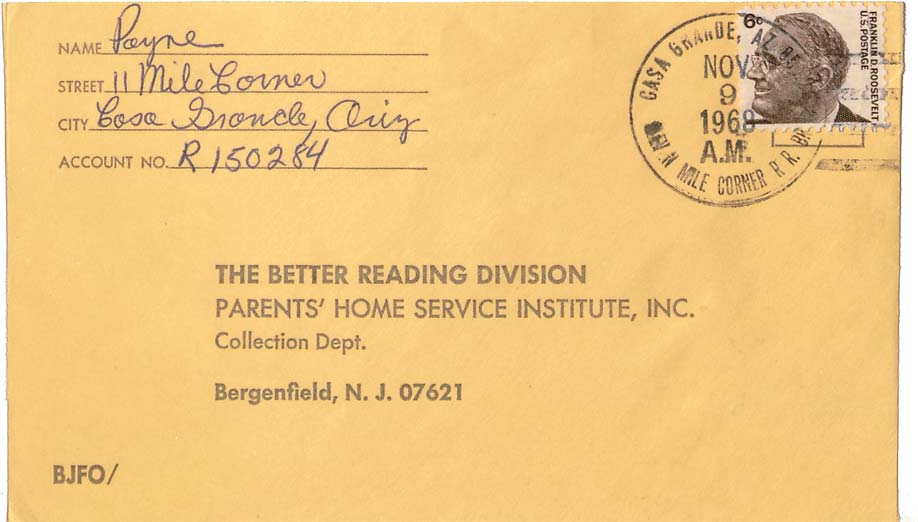 NAME Payne
STREET 11 Mile Corner
CITY Casa Grande, Ariz
ACCOUNT NO. R 150284
CASA GRANDE, AZ.
NOV
9
1968
A.M.
MILE CORNER R. R. BR.
6c
FRANKLIN D. ROOSEVELT
U.S. POSTAGE
THE BETTER READING DIVISION
PARENTS' HOME SERVICE INSTITUTE, INC.
Collection Dept.
Bergenfield, N. J. 07621
BJFO/